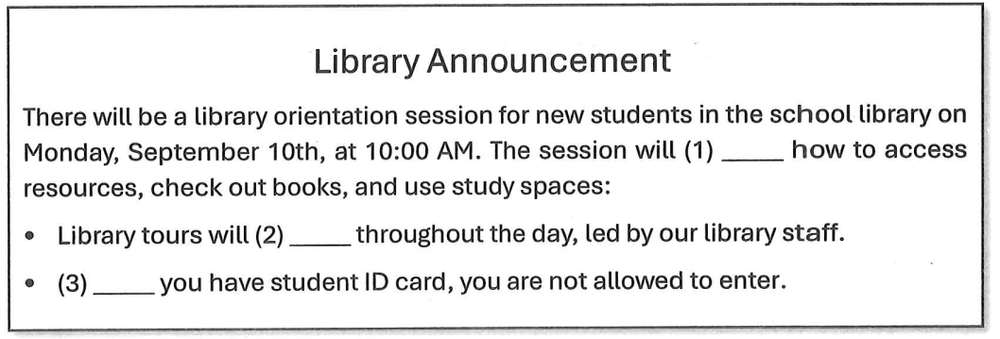 Library Announcement
There will be a library orientation session for new students in the school library on
Monday, September 10th, at 10:00 AM. The session will (1) _____ how to access
resources, check out books, and use study spaces:
• Library tours will (2) _____ throughout the day, led by our library staff.
• (3) _____ you have student ID card, you are not allowed to enter.